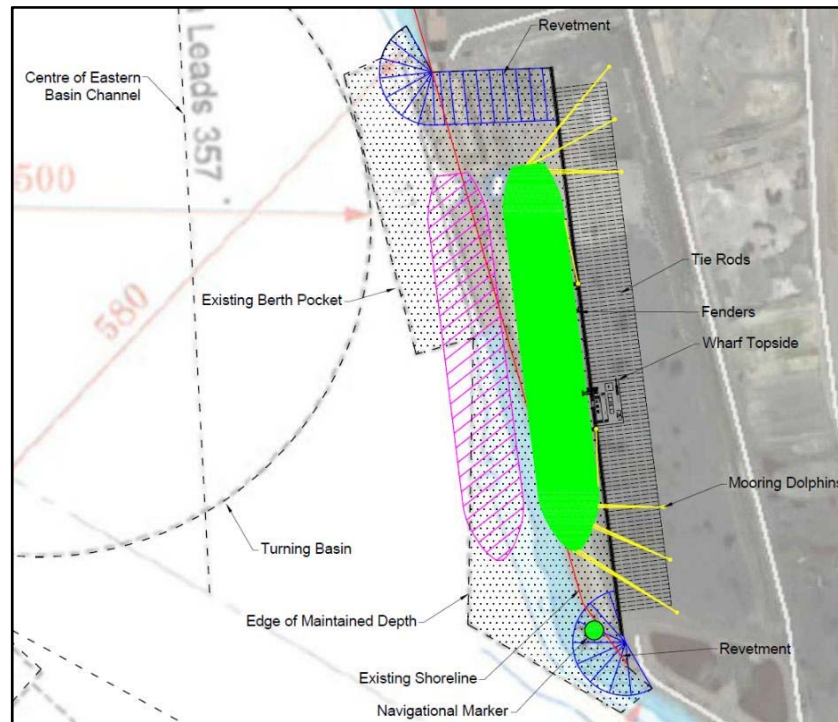 Revetment
Centre of Eastern
Basin Channel
Leads 357
500
Tie Rods
Existing Berth Pocket
Fenders
580
Wharf Topside
Mooring Dolphins
Turning Basin
Edge of Maintained Depth
Existing Shoreline
Revetment
Navigational Marker